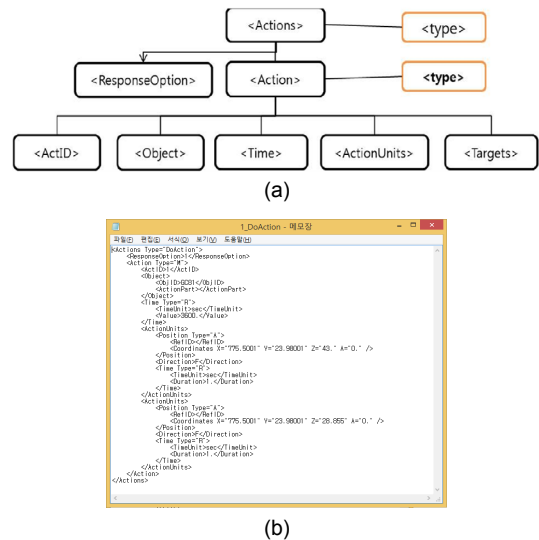 <Actions>
<type>
<ResponseOption>
<Action>
<type>
<ActID>
<Object>
<Time>
<ActionUnits>
<Targets>
(a)
1_DoAction - 메모장
파일(F) 편집(E) 서식(O) 보기(V) 도움말(H)
<Actions Type="DoAction">
<ResponseOption>1</ResponseOption>
<Action Type="M">
<ActID>1</ActID>
<Object>
<ObjID>GC81</ObjID>
<ActionPart></ActionPart>
</Object>
<Time Type="R">
<TimeUnit>sec</TimeUnit>
<Value>3600.</Value>
</Time>
<ActionUnits>
<Position Type="A">
<RefID></RefID>
<Coordinates X="775.5001" Y="23.98001" Z="43." A="0." />
</Position>
<Direction>F</Direction>
<Time Type="R">
<TimeUnit>sec</TimeUnit>
<Duration>1.</Duration>
</Time>
</ActionUnits>
<ActionUnits>
<Position Type="A">
<RefID></RefID>
<Coordinates X="775.5001" Y="23.98001" Z="28.855" A="0." />
</Position>
<Direction>F</Direction>
<Time Type="R">
<TimeUnit>sec</TimeUnit>
<Duration>1.</Duration>
</Time>
</ActionUnits>
</Action>
</Actions>
(b)